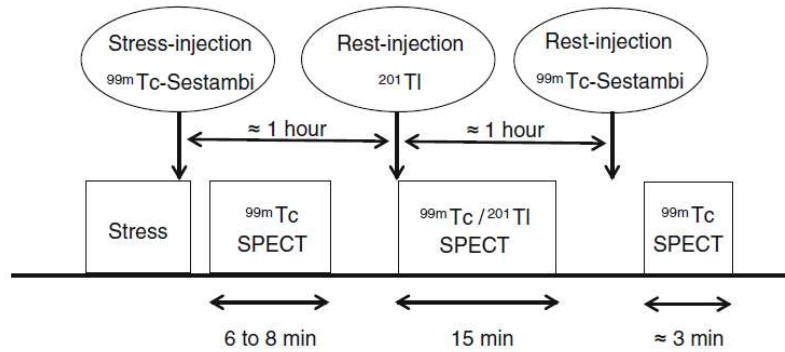 Stress-injection
99mTc-Sestambi
Rest-injection
201Tl
Rest-injection
99mTc-Sestambi
≈ 1 hour
≈ 1 hour
Stress
99mTc
SPECT
99mTc / 201Tl
SPECT
99mTc
SPECT
6 to 8 min
15 min
≈ 3 min